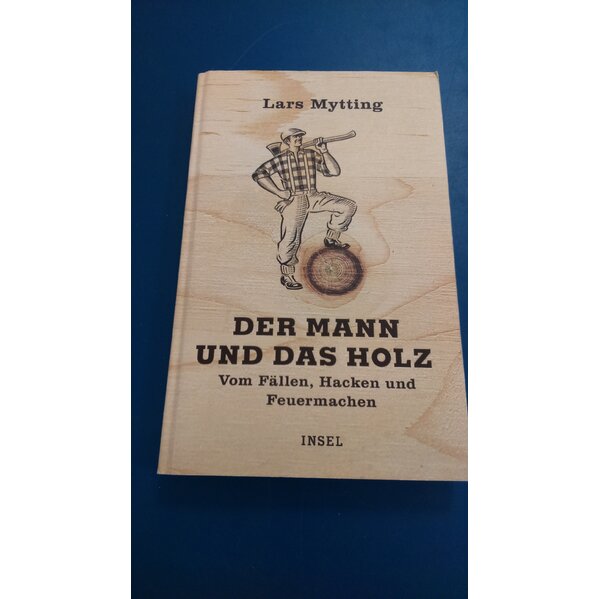 Lars Mytting
DER MANN
UND DAS HOLZ
Vom Fällen, Hacken und
Feuermachen
INSEL